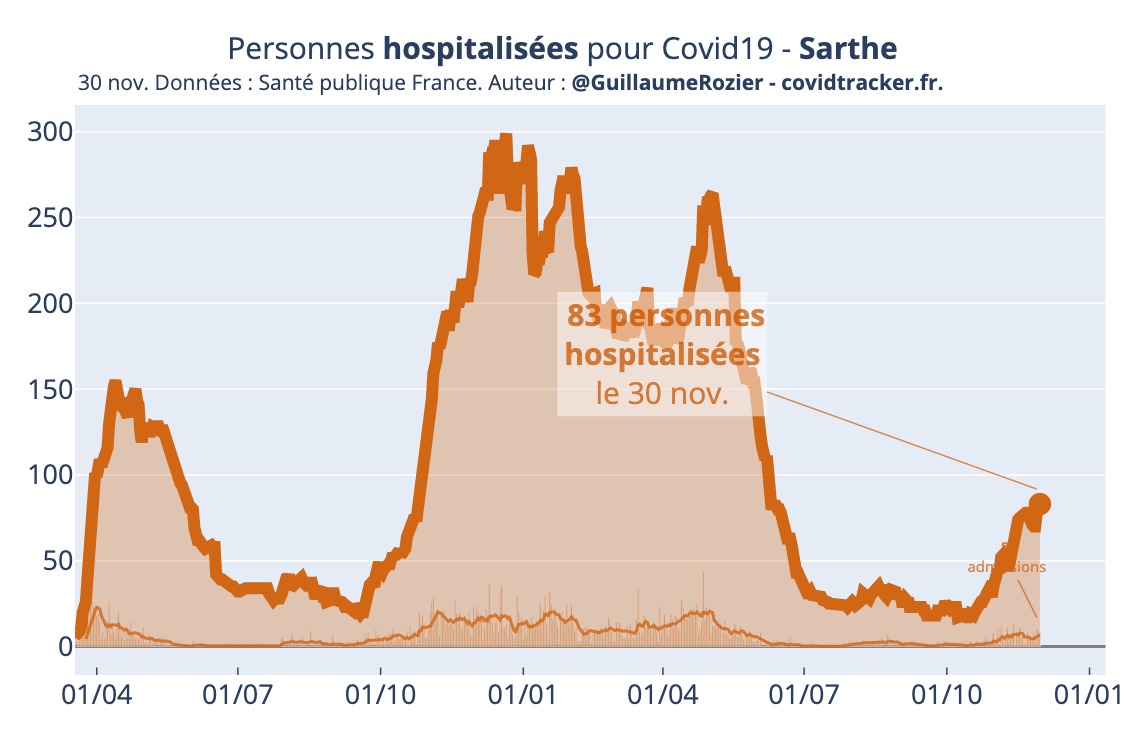 Personnes hospitalisées pour Covid19 - Sarthe
30 nov. Données : Santé publique France. Auteur : @GuillaumeRozier - covidtracker.fr.
300
250
200
150
100
50
0
83 personnes
hospitalisées
le 30 nov.
admissions
01/04 01/07 01/10 01/01 01/04 01/07 01/10 01/01